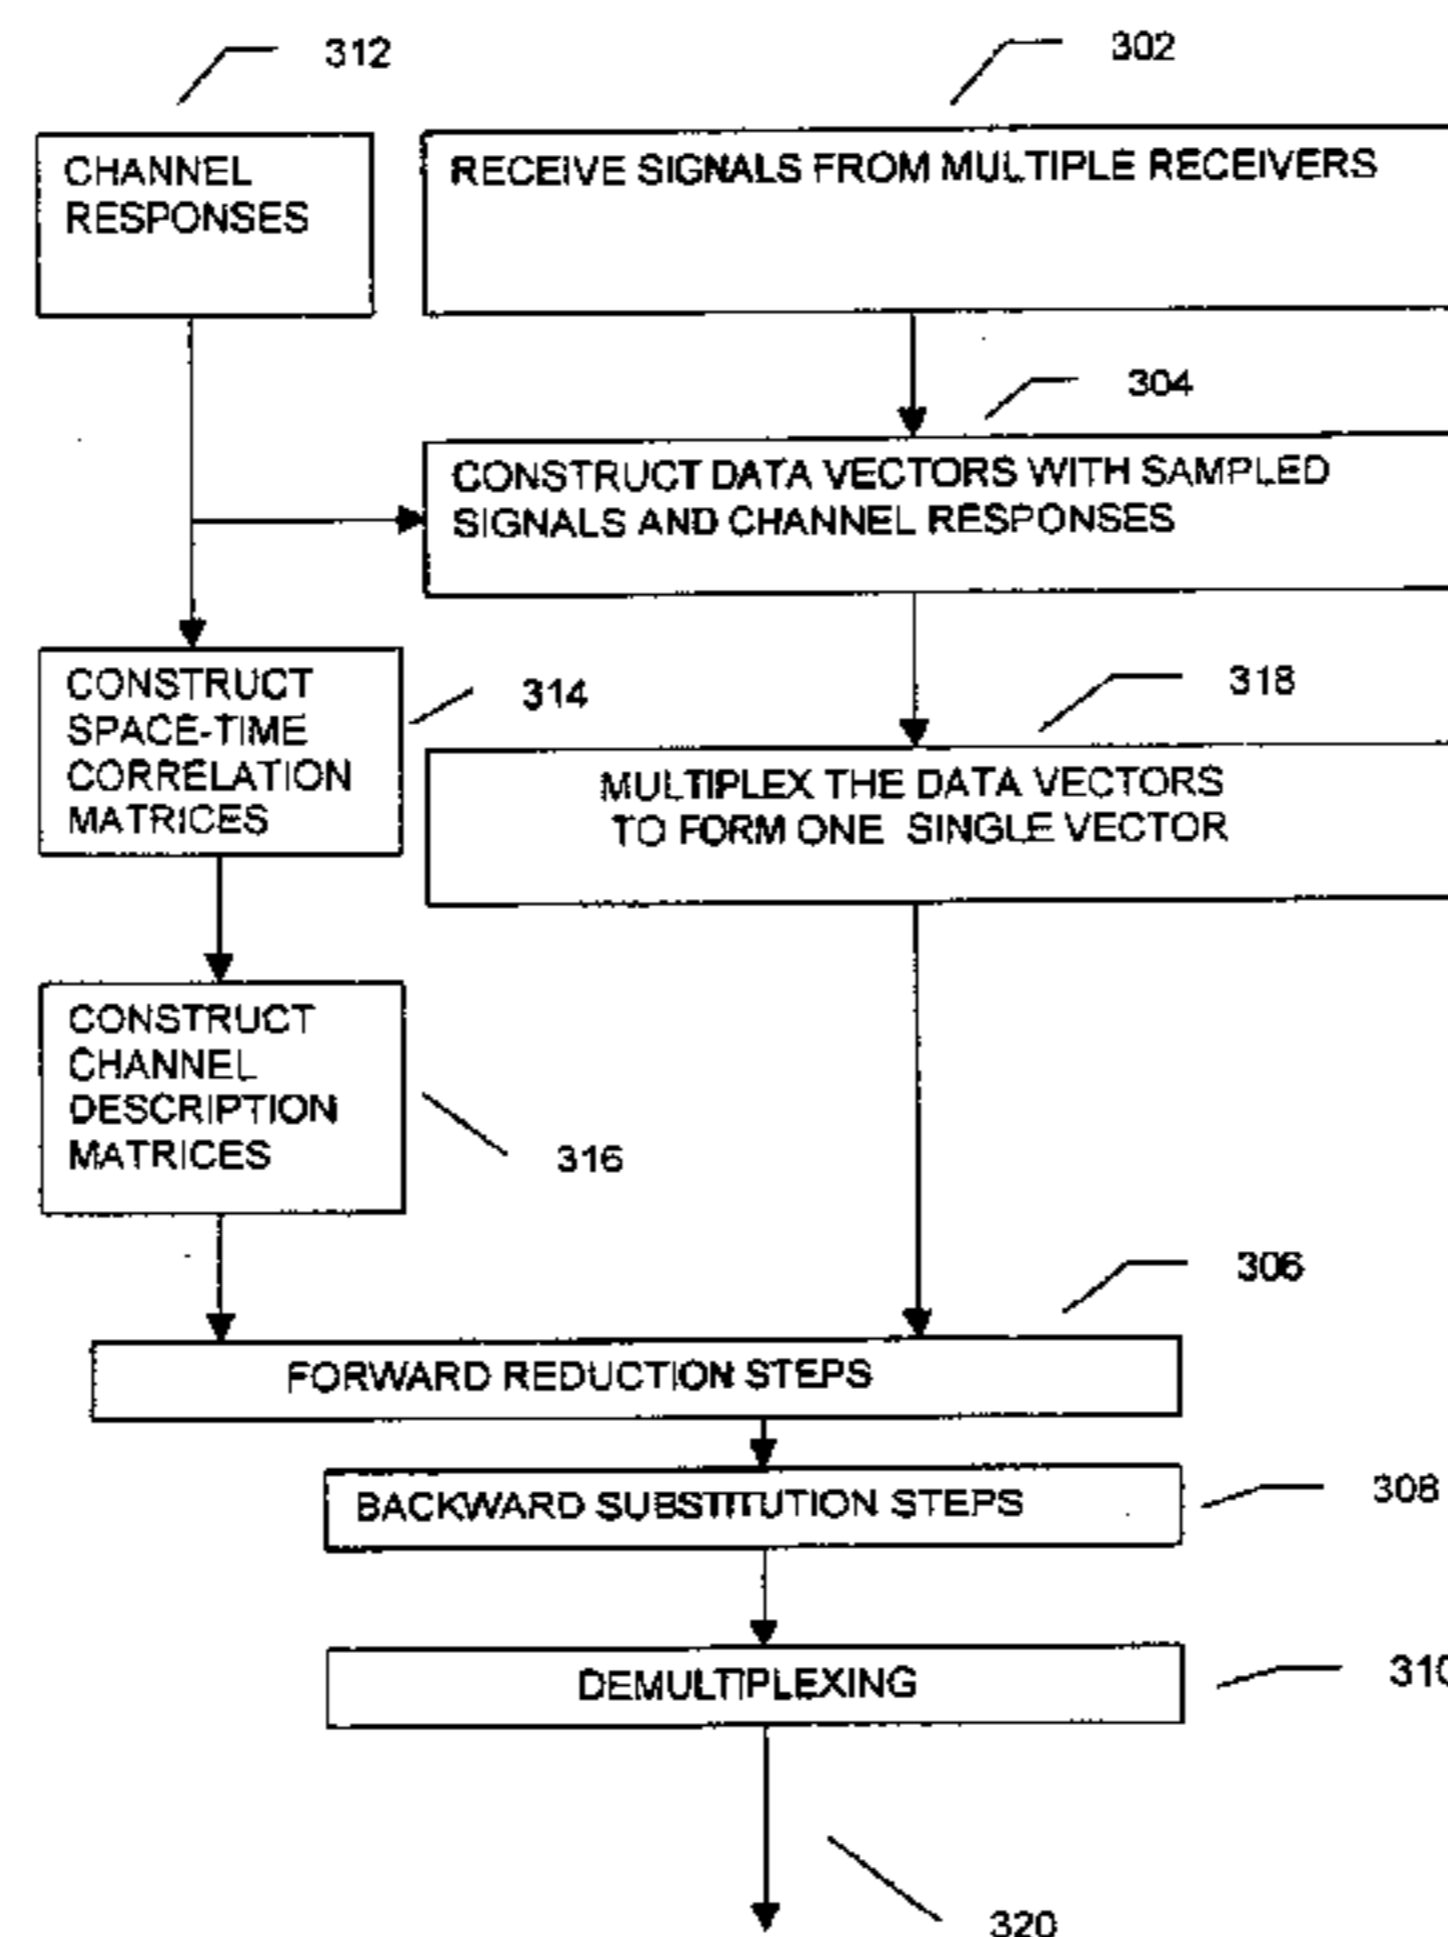 312
302
CHANNEL
RESPONSES
RECEIVE SIGNALS FROM MULTIPLE RECEIVERS
304
CONSTRUCT DATA VECTORS WITH SAMPLED
SIGNALS AND CHANNEL RESPONSES
CONSTRUCT
SPACE-TIME
CORRELATION
MATRICES
314
318
MULTIPLEX THE DATA VECTORS
TO FORM ONE SINGLE VECTOR
CONSTRUCT
CHANNEL
DESCRIPTION
MATRICES
316
306
FORWARD REDUCTION STEPS
BACKWARD SUBSTITUTION STEPS
308
DEMULTIPLEXING
310
320